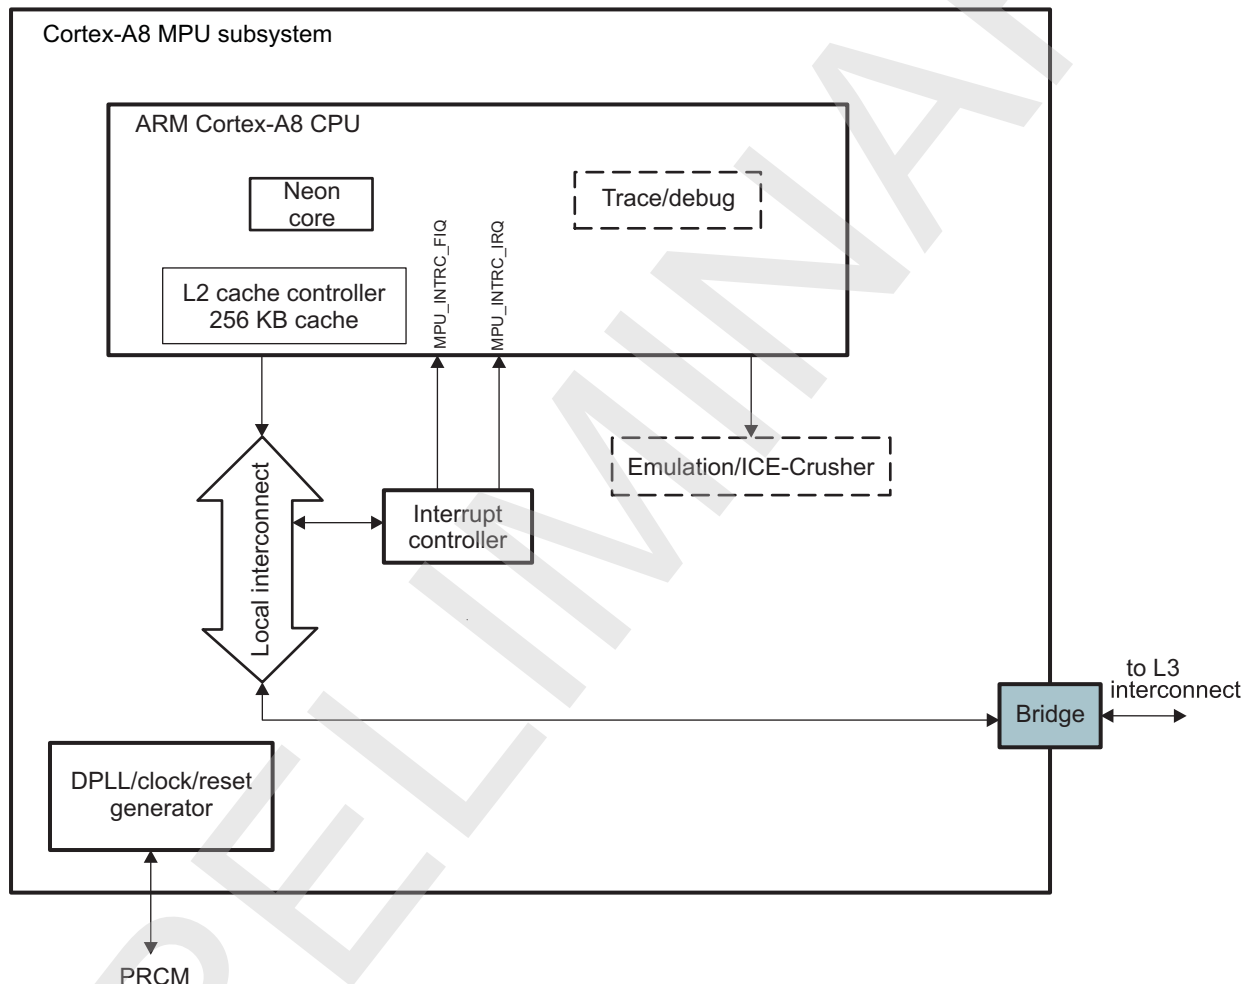 Cortex-A8 MPU subsystem
ARM Cortex-A8 CPU
Neon
core
Trace/debug
MPU_INTRC_FIQ
MPU_INTRC_IRQ
L2 cache controller
256 KB cache
Emulation/ICE-Crusher
Local interconnect
Interrupt
controller
to L3
interconnect
Bridge
DPLL/clock/reset
generator
PRCM
PRELIMINAR